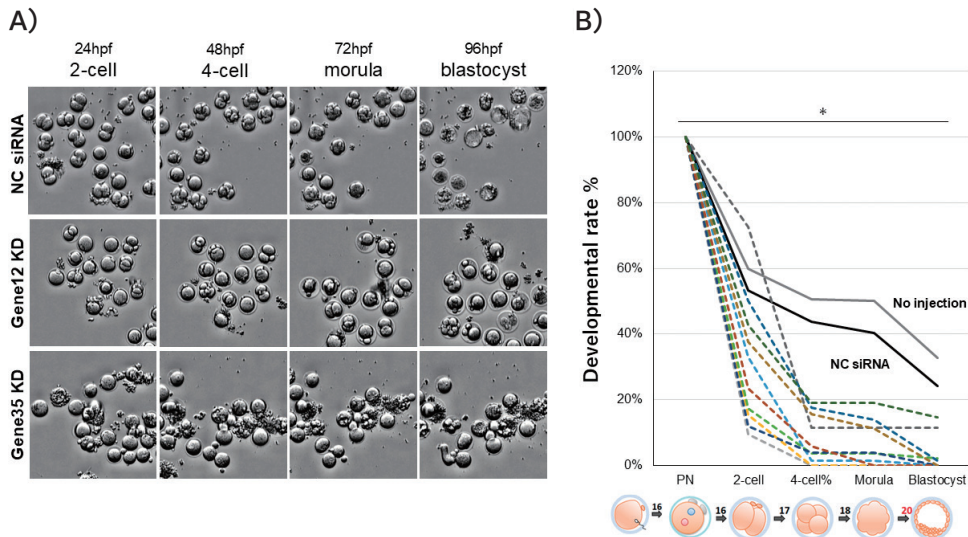 A)
24hpf 48hpf 72hpf 96hpf
2-cell 4-cell morula blastocyst
NC siRNA
Gene12 KD
Gene35 KD
B)
120%
*
100%
80%
60%
40%
20%
0%
Developmental rate %
No injection
NC siRNA
PN 2-cell 4-cell% Morula Blastocyst
16 16 17 18 20